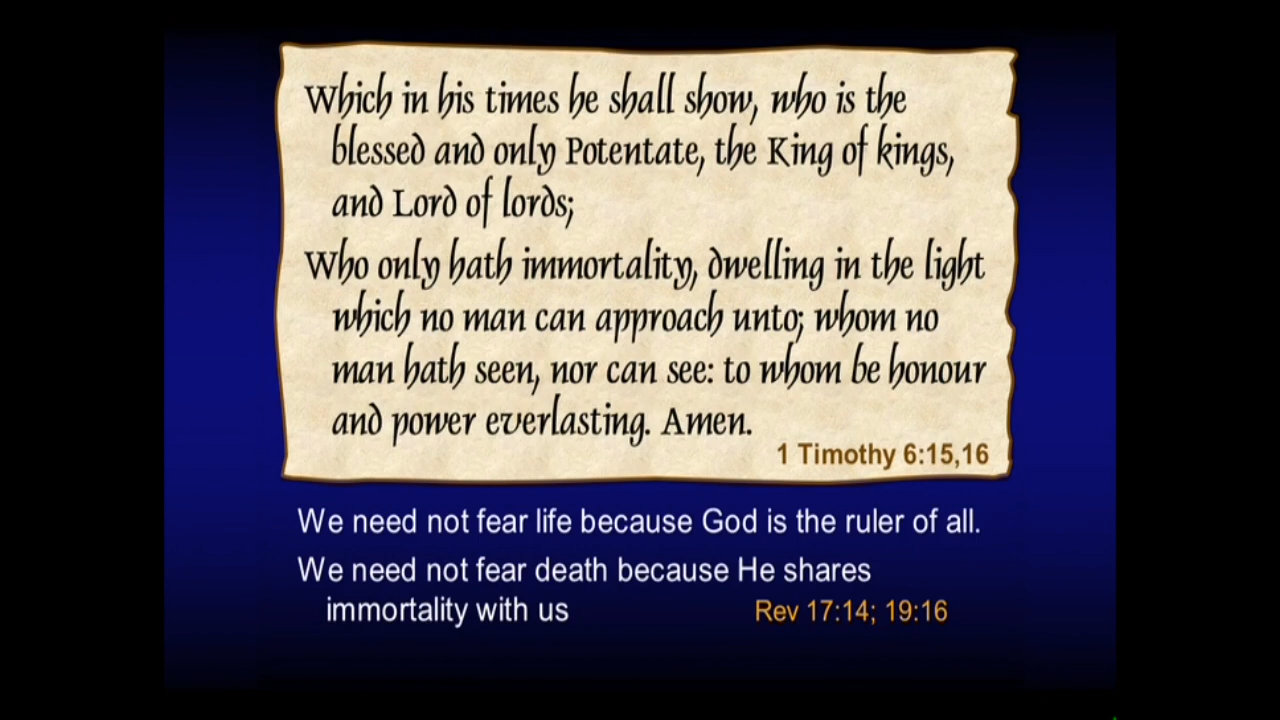 Which in his times he shall show, who is the
blessed and only Potentate, the King of kings,
and Lord of lords;
Who only hath immortality, dwelling in the light
which no man can approach unto; whom no
man hath seen, nor can see: to whom be honour
and power everlasting. Amen.
1 Timothy 6:15,16
We need not fear life because God is the ruler of all.
We need not fear death because He shares
immortality with us
Rev 17:14; 19:16